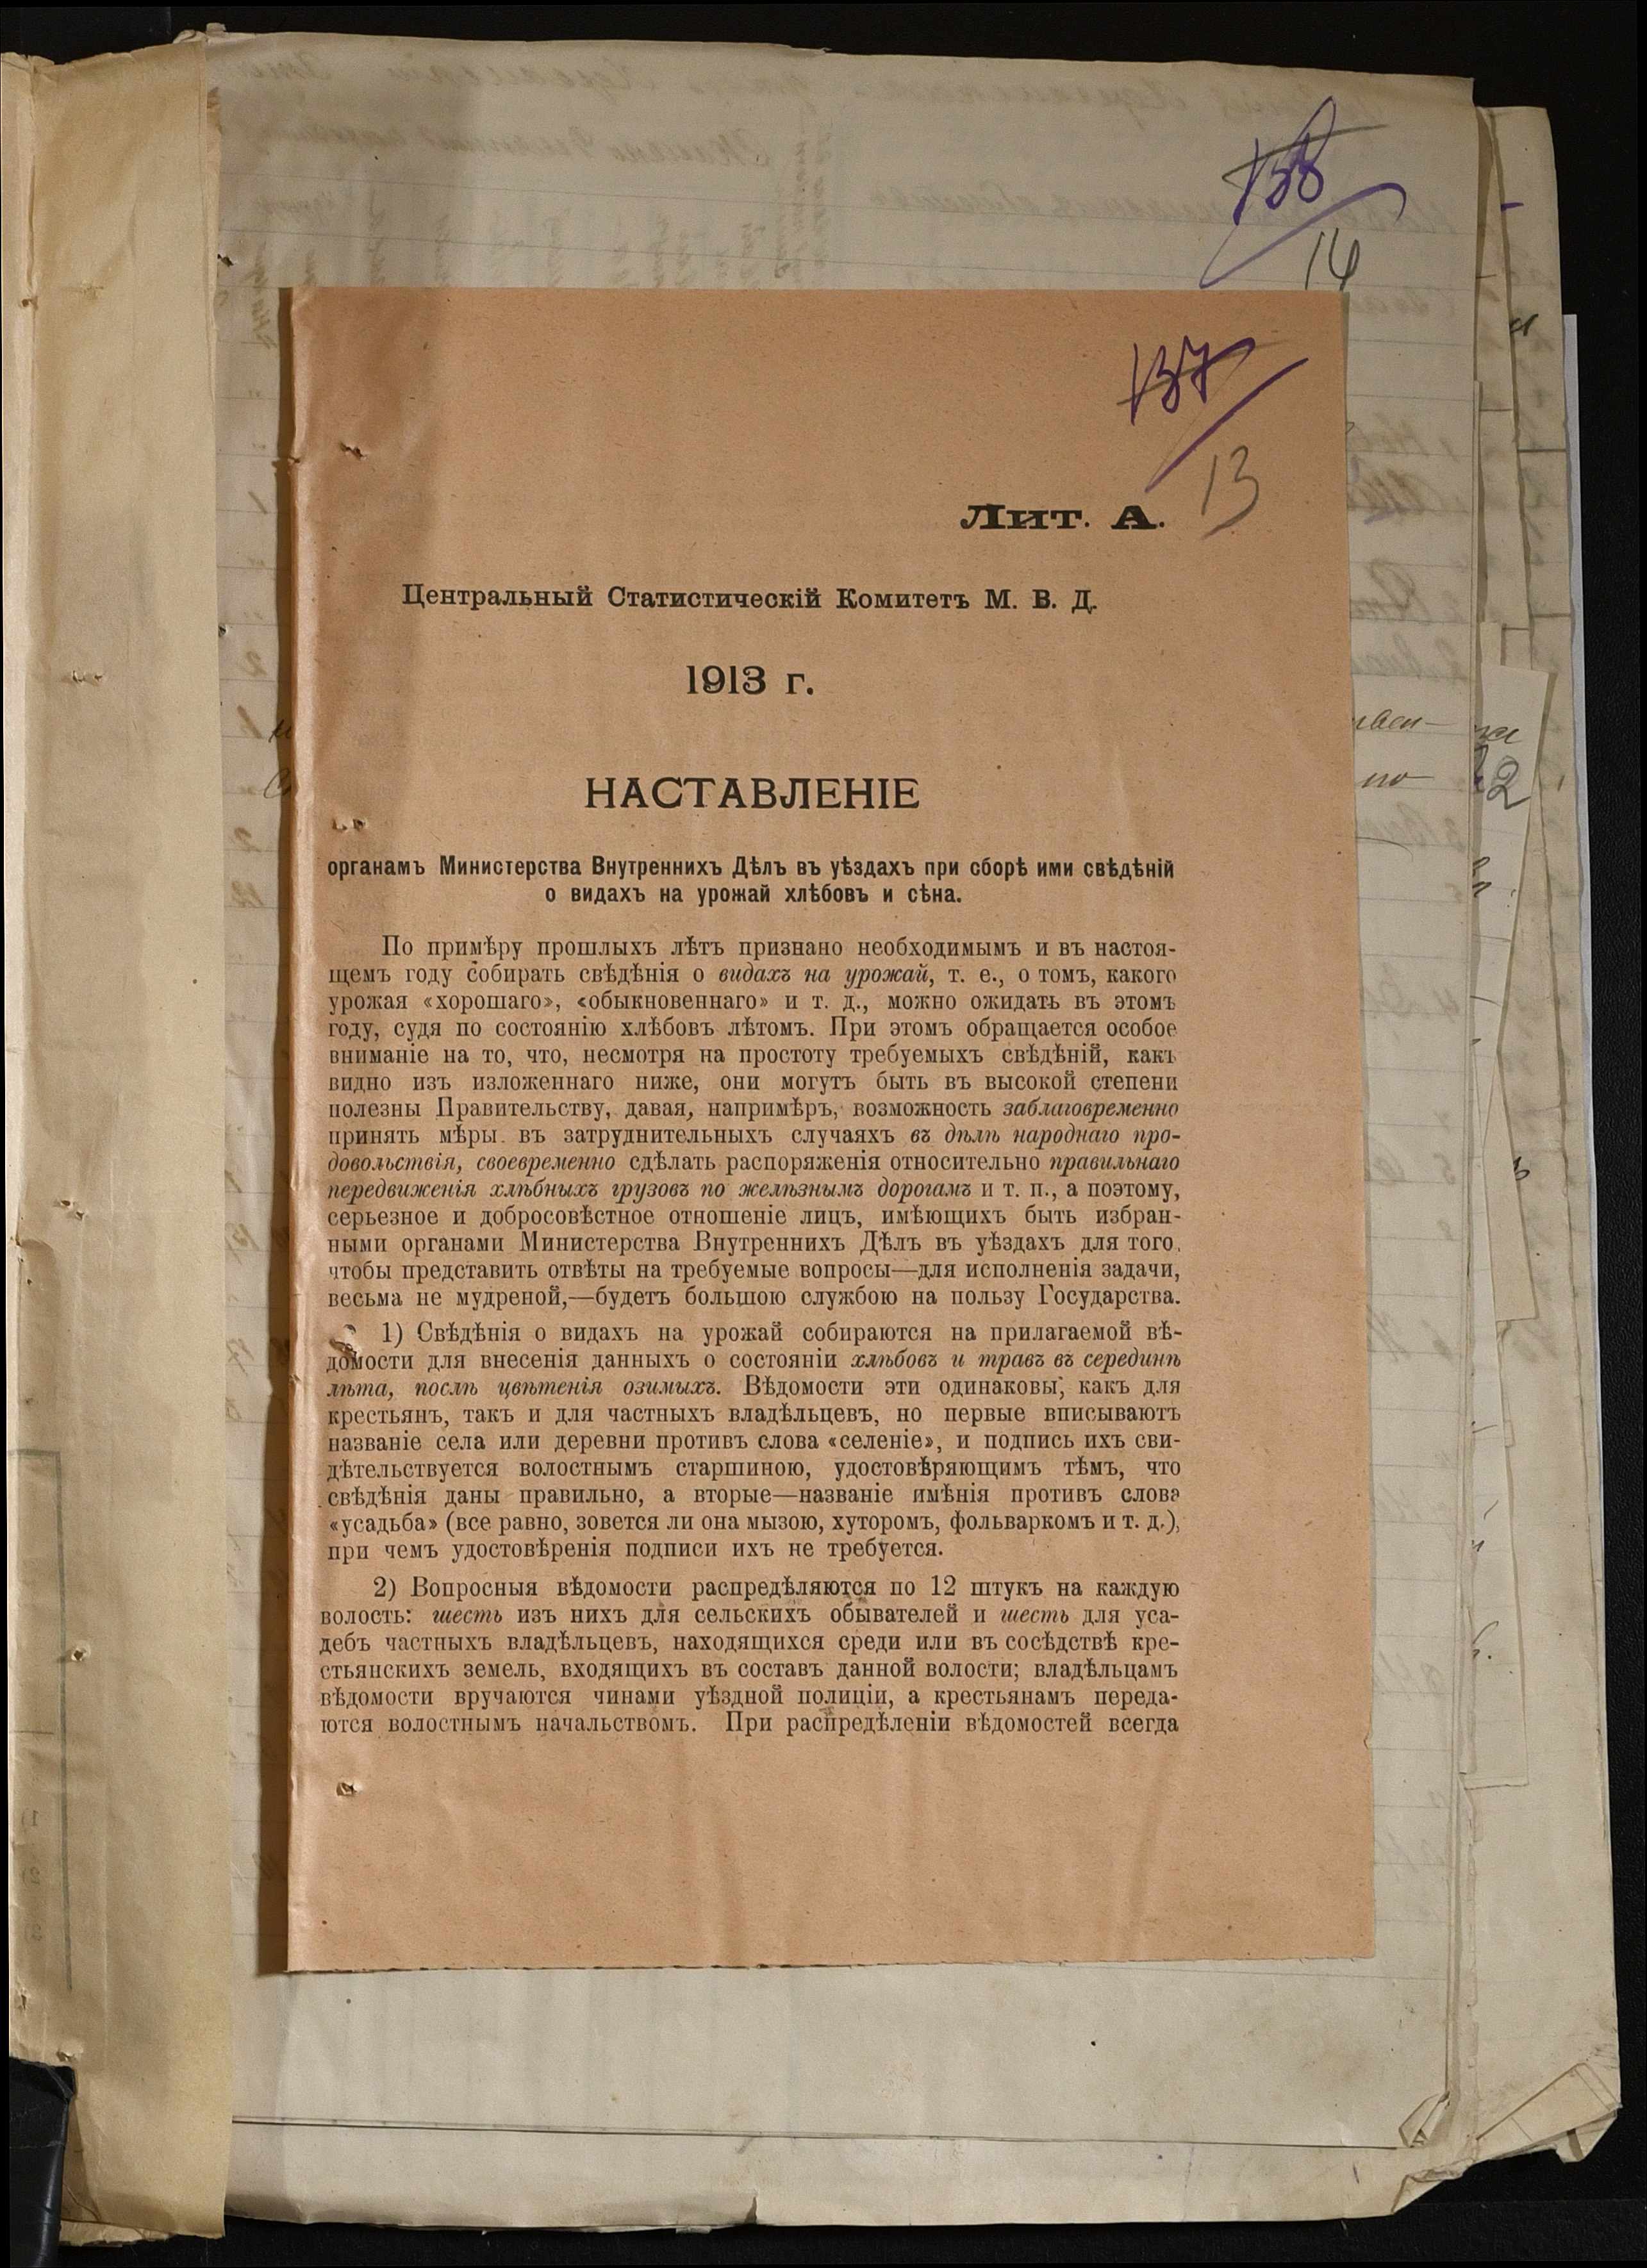 158
14
137
13
Лит. А.
Центральный Статистическій Комитетъ М. В. Д.
1913 г.
НАСТАВЛЕНІЕ
органамъ Министерства Внутреннихъ Дѣлъ въ уѣздахъ при сборѣ ими свѣдѣній
о видахъ на урожай хлѣбовъ и сѣна.
По примѣру прошлыхъ лѣтъ признано необходимымъ и въ настоя-
щемъ году собирать свѣдѣнія о видахъ на урожай, т. е., о томъ, какого
урожая «хорошаго», «обыкновеннаго» и т. д., можно ожидать въ этомъ
году, судя по состоянію хлѣбовъ лѣтомъ. При этомъ обращается особое
вниманіе на то, что, несмотря на простоту требуемыхъ свѣдѣній, какъ
видно изъ изложеннаго ниже, они могутъ быть въ высокой степени
полезны Правительству, давая, напримѣръ, возможность заблаговременно
принять мѣры въ затруднительныхъ случаяхъ въ дѣлѣ народнаго про-
довольствія, своевременно сдѣлать распоряженія относительно правильнаго
передвиженія хлѣбныхъ грузовъ по желѣзнымъ дорогамъ и т. п., а поэтому,
серьезное и добросовѣстное отношеніе лицъ, имѣющихъ быть избран-
ными органами Министерства Внутреннихъ Дѣлъ въ уѣздахъ для того,
чтобы представить отвѣты на требуемые вопросы—для исполненія задачи,
весьма не мудреной,—будетъ большою службою на пользу Государства.
1) Свѣдѣнія о видахъ на урожай собираются на прилагаемой вѣ-
домости для внесенія данныхъ о состояніи хлѣбовъ и травъ въ серединѣ
лѣта, послѣ цвѣтенія озимыхъ. Вѣдомости эти одинаковы, какъ для
крестьянъ, такъ и для частныхъ владѣльцевъ, но первые вписываютъ
названіе села или деревни противъ слова «селеніе», и подпись ихъ сви-
дѣтельствуется волостнымъ старшиною, удостовѣряющимъ тѣмъ, что
свѣдѣнія даны правильно, а вторые—названіе имѣнія противъ слова
«усадьба» (все равно, зовется ли она мызою, хуторомъ, фольваркомъ и т. д.),
при чемъ удостовѣренія подписи ихъ не требуется.
2) Вопросныя вѣдомости распредѣляются по 12 штукъ на каждую
волость: шесть изъ нихъ для сельскихъ обывателей и шесть для уса-
дебъ частныхъ владѣльцевъ, находящихся среди или въ сосѣдствѣ кре-
стьянскихъ земель, входящихъ въ составъ данной волости; владѣльцамъ
вѣдомости вручаются чинами уѣздной полиціи, а крестьянамъ переда-
ются волостнымъ начальствомъ. При распредѣленіи вѣдомостей всегда